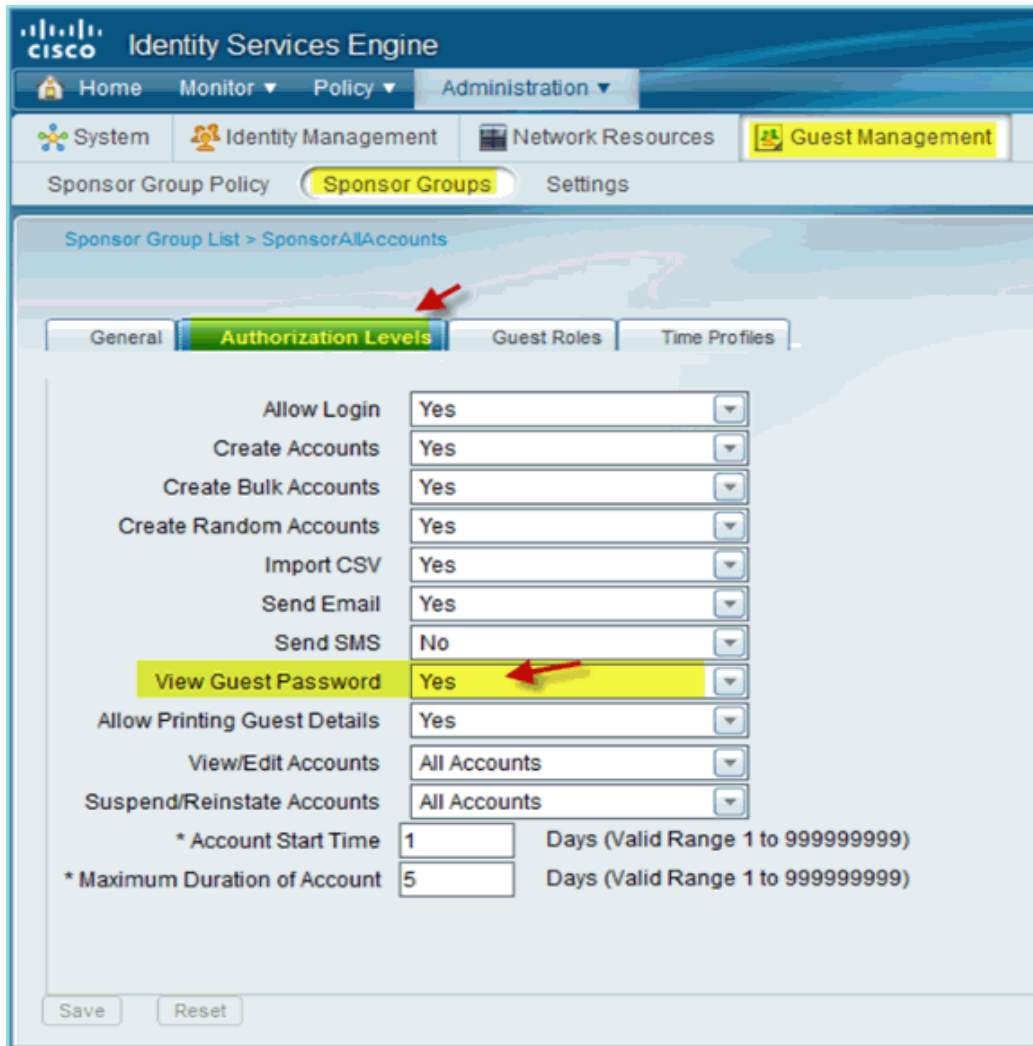 CISCO Identity Services Engine
Home Monitor Policy Administration
System Identity Management Network Resources Guest Management
Sponsor Group Policy Sponsor Groups Settings
Sponsor Group List > SponsorAllAccounts
General Authorization Levels Guest Roles Time Profiles
Allow Login Yes
Create Accounts Yes
Create Bulk Accounts Yes
Create Random Accounts Yes
Import CSV Yes
Send Email Yes
Send SMS No
View Guest Password Yes
Allow Printing Guest Details Yes
View/Edit Accounts All Accounts
Suspend/Reinstate Accounts All Accounts
* Account Start Time 1 Days (Valid Range 1 to 999999999)
* Maximum Duration of Account 5 Days (Valid Range 1 to 999999999)
Save Reset